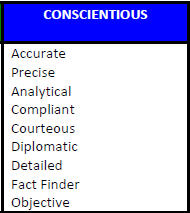 CONSCIENTIOUS
Accurate
Precise
Analytical
Compliant
Courteous
Diplomatic
Detailed
Fact Finder
Objective